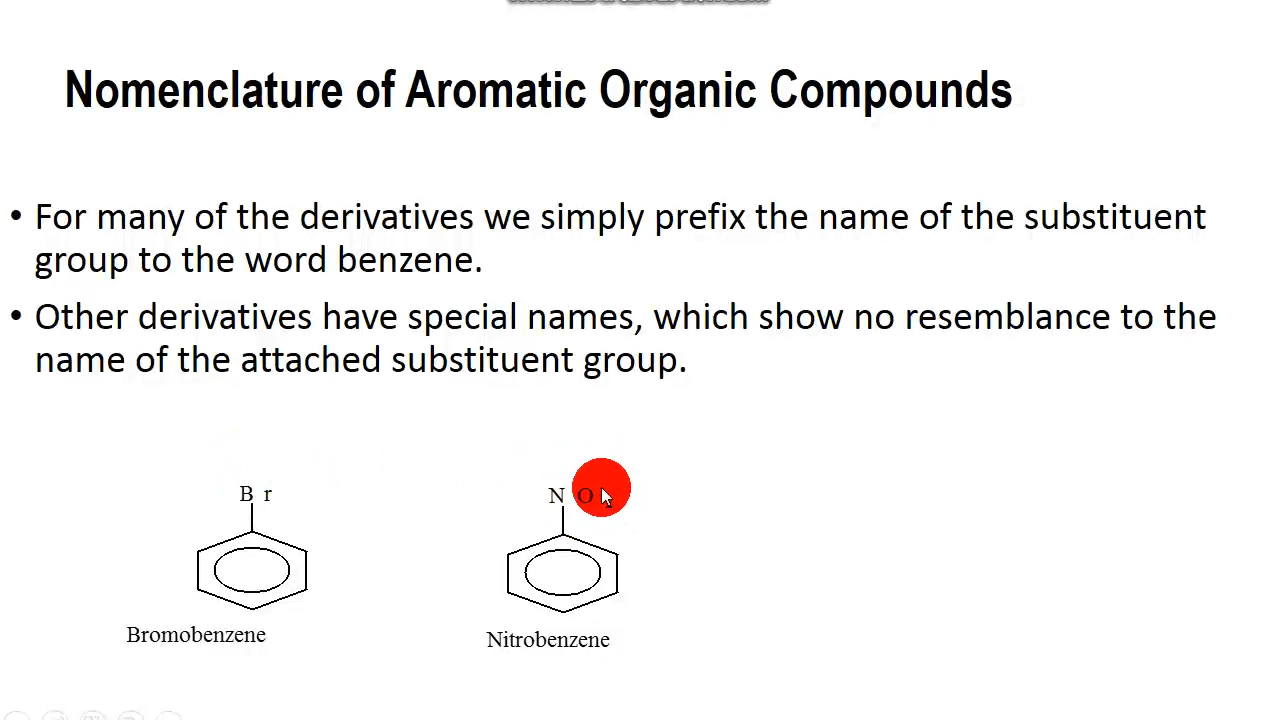 Nomenclature of Aromatic Organic Compounds
• For many of the derivatives we simply prefix the name of the substituent
group to the word benzene.
• Other derivatives have special names, which show no resemblance to the
name of the attached substituent group.
B r
N O
Bromobenzene
Nitrobenzene